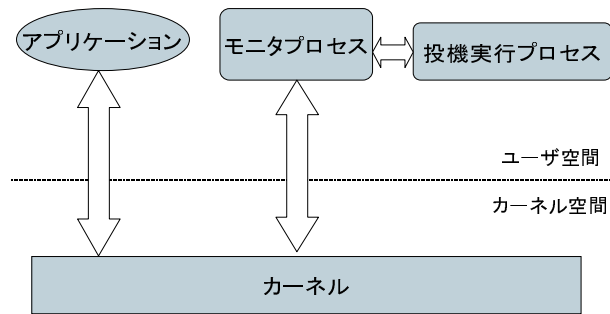 アプリケーション
モニタプロセス
投機実行プロセス
ユーザ空間
カーネル空間
カーネル